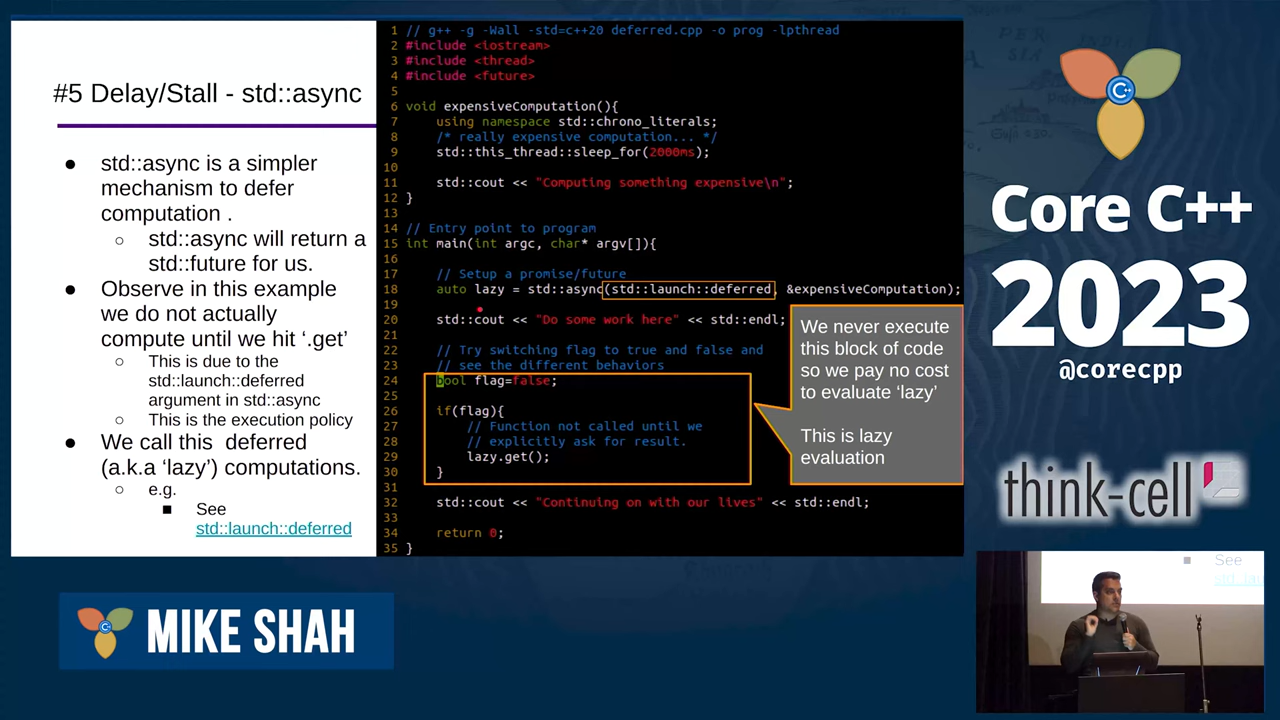 #5 Delay/Stall - std::async
● std::async is a simpler
mechanism to defer
computation .
○ std::async will return a
std::future for us.
● Observe in this example
we do not actually
compute until we hit ‘.get’
○ This is due to the
std::launch::deferred
argument in std::async
○ This is the execution policy
● We call this deferred
(a.k.a ‘lazy’) computations.
○ e.g.
■ See
std::launch::deferred
1 // g++ -g -Wall -std=c++20 deferred.cpp -o prog -lpthread
2 #include <iostream>
3 #include <thread>
4 #include <future>
5
6 void expensiveComputation(){
7 using namespace std::chrono_literals;
8 /* really expensive computation... */
9 std::this_thread::sleep_for(2000ms);
10
11 std::cout << "Computing something expensive\n";
12 }
13
14 // Entry point to program
15 int main(int argc, char* argv[]){
16
17 // Setup a promise/future
18 auto lazy = std::async(std::launch::deferred, &expensiveComputation);
19
20 std::cout << "Do some work here" << std::endl;
21
22 // Try switching flag to true and false and
23 // see the different behaviors
24 bool flag=false;
25
26 if(flag){
27 // Function not called until we
28 // explicitly ask for result.
29 lazy.get();
30 }
31
32 std::cout << "Continuing on with our lives" << std::endl;
33
34 return 0;
35 }
We never execute
this block of code
so we pay no cost
to evaluate ‘lazy’
This is lazy
evaluation
C++
Core C++
2023
@corecpp
think-cell
■ See
C++
MIKE SHAH